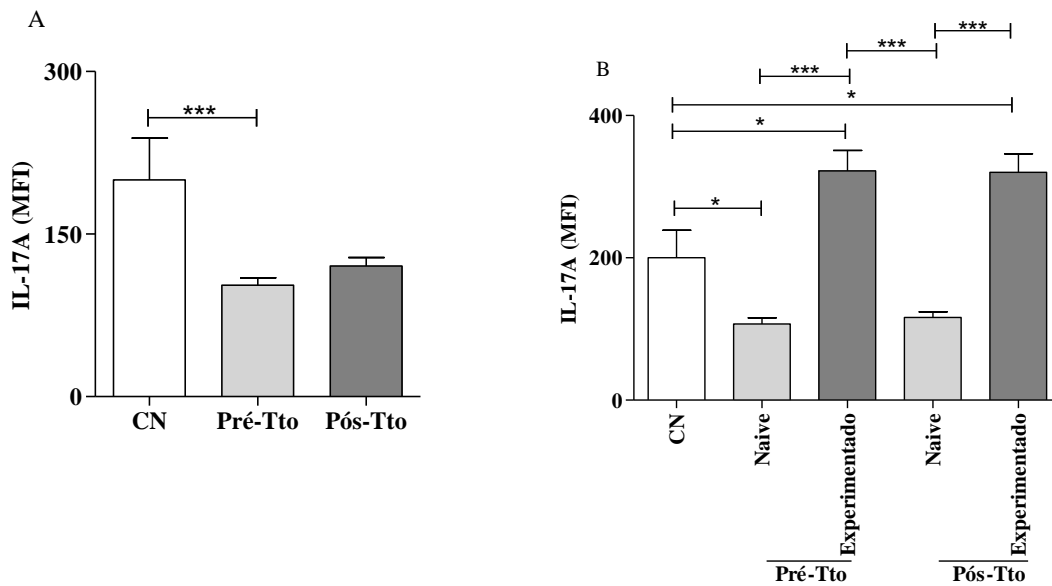 A
300
150
0
IL-17A (MFI)
***
CN
Pré-Tto
Pós-Tto
B
400
200
0
IL-17A (MFI)
*
*
*
***
***
***
CN
Naive
Experimentado
Naive
Experimentado
Pré-Tto
Pós-Tto